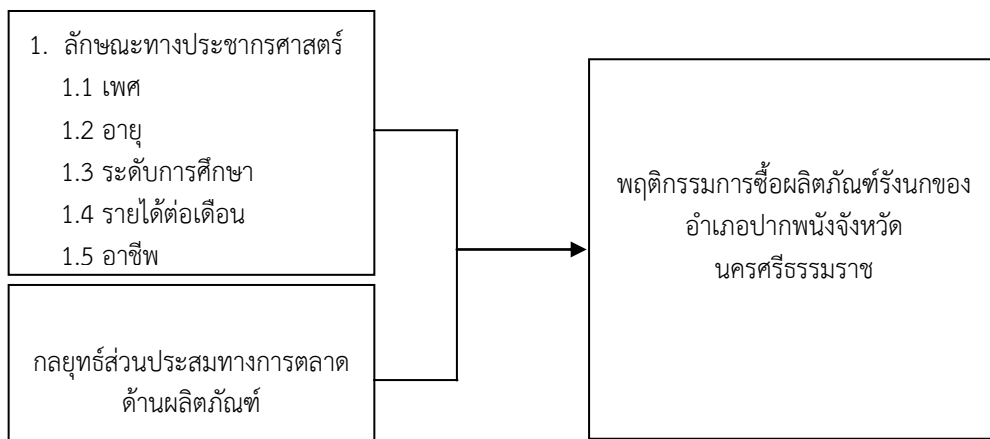 1. ลักษณะทางประชากรศาสตร์
1.1 เพศ
1.2 อายุ
1.3 ระดับการศึกษา
1.4 รายได้ต่อเดือน
1.5 อาชีพ
กลยุทธ์ส่วนประสมทางการตลาด
ด้านผลิตภัณฑ์
พฤติกรรมการซื้อผลิตภัณฑ์รังนกของ
อำเภอปากพนังจังหวัด
นครศรีธรรมราช